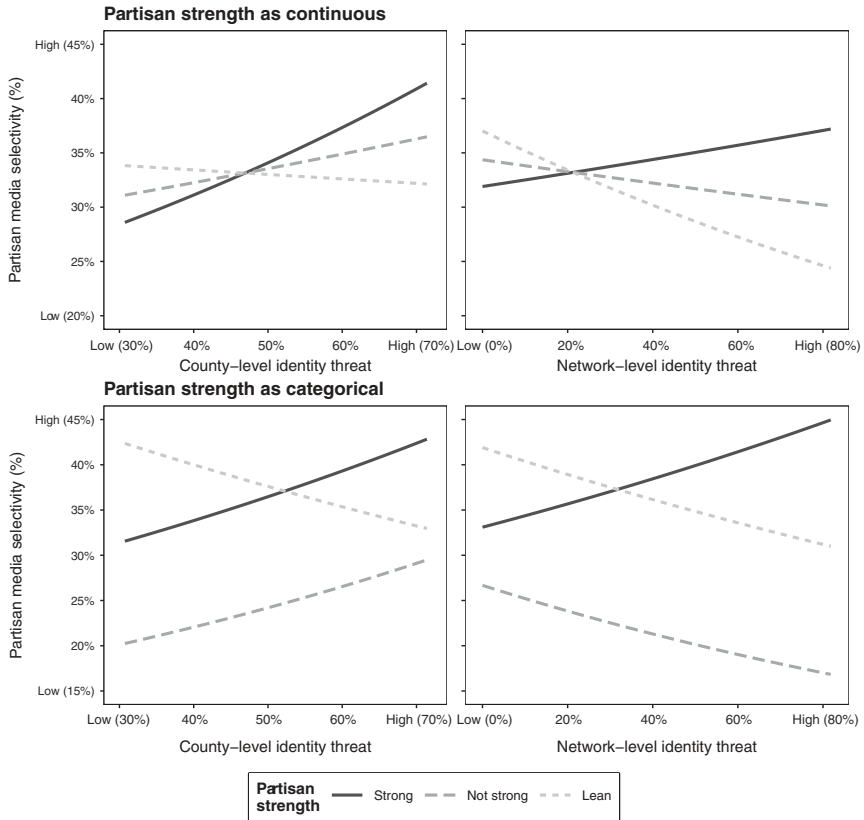 Partisan strength as continuous
Partisan media selectivity (%)
High (45%)
40%
35%
30%
25%
Low (20%)
Low (30%) 40% 50% 60% High (70%) Low (0%) 20% 40% 60% High (80%)
County−level identity threat Network−level identity threat
Partisan strength as categorical
Partisan media selectivity (%)
High (45%)
40%
35%
30%
25%
20%
Low (15%)
Low (30%) 40% 50% 60% High (70%) Low (0%) 20% 40% 60% High (80%)
County−level identity threat Network−level identity threat
Partisan
strength Strong Not strong Lean